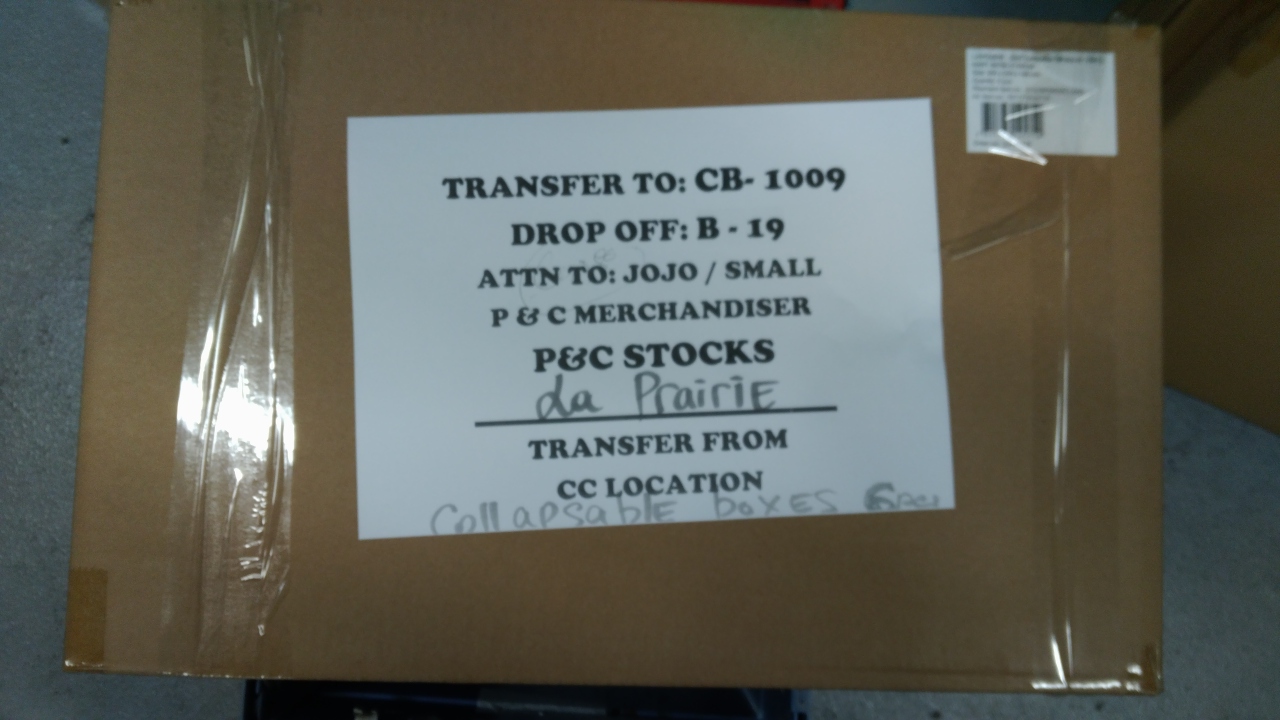 TRANSFER TO: CB- 1009
DROP OFF: B - 19
ATTN TO: JOJO / SMALL
P & C MERCHANDISER
P&C STOCKS
La PrairiE
TRANSFER FROM
CC LOCATION
Collapsable boxES